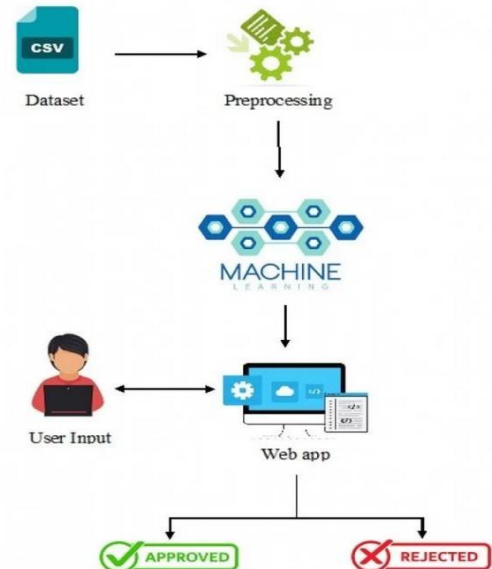 CSV
Dataset
Preprocessing
MACHINE
LEARNING
</>
</>
</>
User Input
Web app
APPROVED
REJECTED